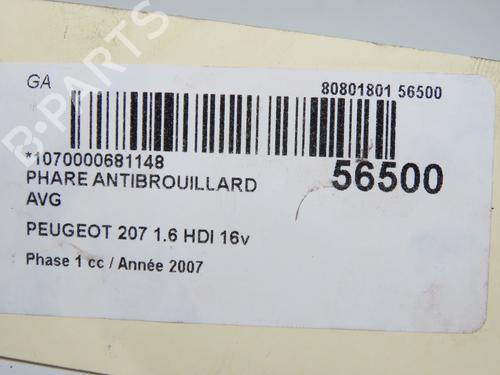 GA
80801801 56500
*1070000681148
56500
PHARE ANTIBROUILLARD
AVG
PEUGEOT 207 1.6 HDI 16v
Phase 1 cc / Année 2007
B-PARTS